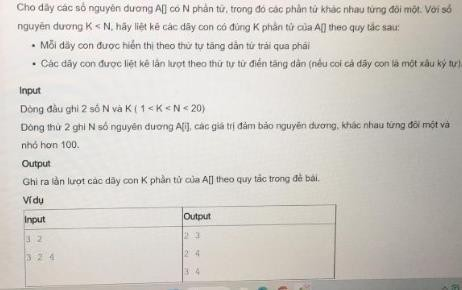 Cho dãy các số nguyên dương A[] có N phần tử, trong đó các phần tử khác nhau từng đôi một. Với số
nguyên dương K < N, hãy liệt kê các dãy con có đúng K phần tử của A[] theo quy tắc sau:
• Mỗi dãy con được hiển thị theo thứ tự tăng dần từ trái qua phải
• Các dãy con được liệt kê lần lượt theo thứ tự từ điển tăng dần (nếu coi cả dãy con là một xâu ký tự)
Input
Dòng đầu ghi 2 số N và K ( 1 < K < N < 20)
Dòng thứ 2 ghi N số nguyên dương A[i], các giá trị đảm bảo nguyên dương, khác nhau từng đôi một và
nhỏ hơn 100.
Output
Ghi ra lần lượt các dãy con K phần tử của A[] theo quy tắc trong đề bài.
Ví dụ
Input Output
3 2
3 2 4
2 3
2 4
3 4